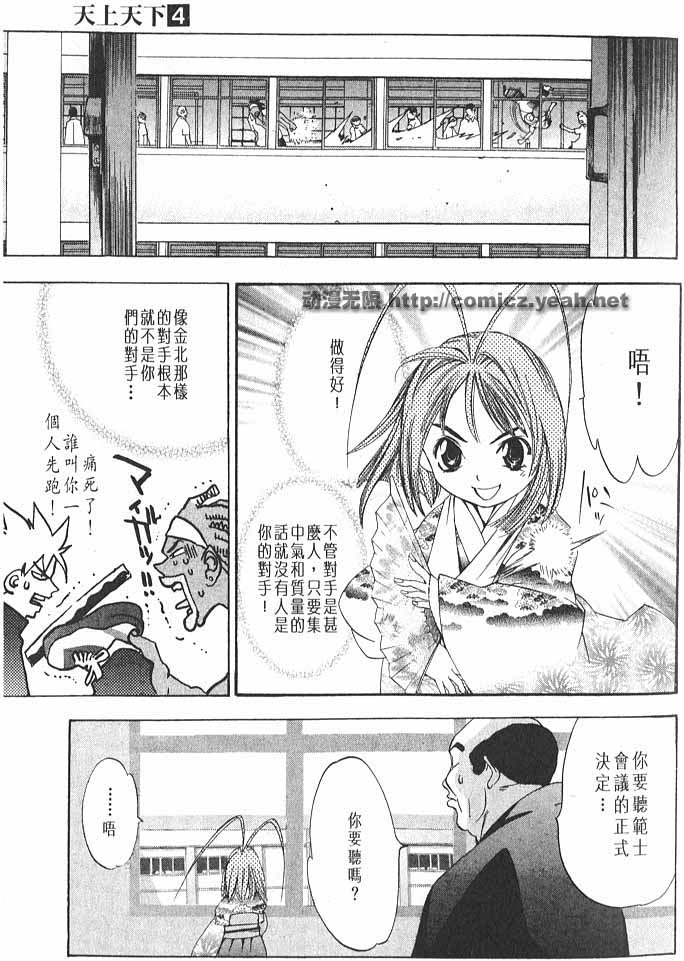 天上天下4
动漫无限 http://comicz.yeah.net
唔！
做得好！
不管對手是甚
麼人，只要集
中氣和質量的
話就沒有人是
你的對手！
像金北那樣
的對手根本
就不是你
們的對手⋯
痛死了！
誰叫你一
個人先跑！
マイガッ!!
你要聽範士
會議的正式
決定⋯
你要聽嗎？
⋯⋯唔